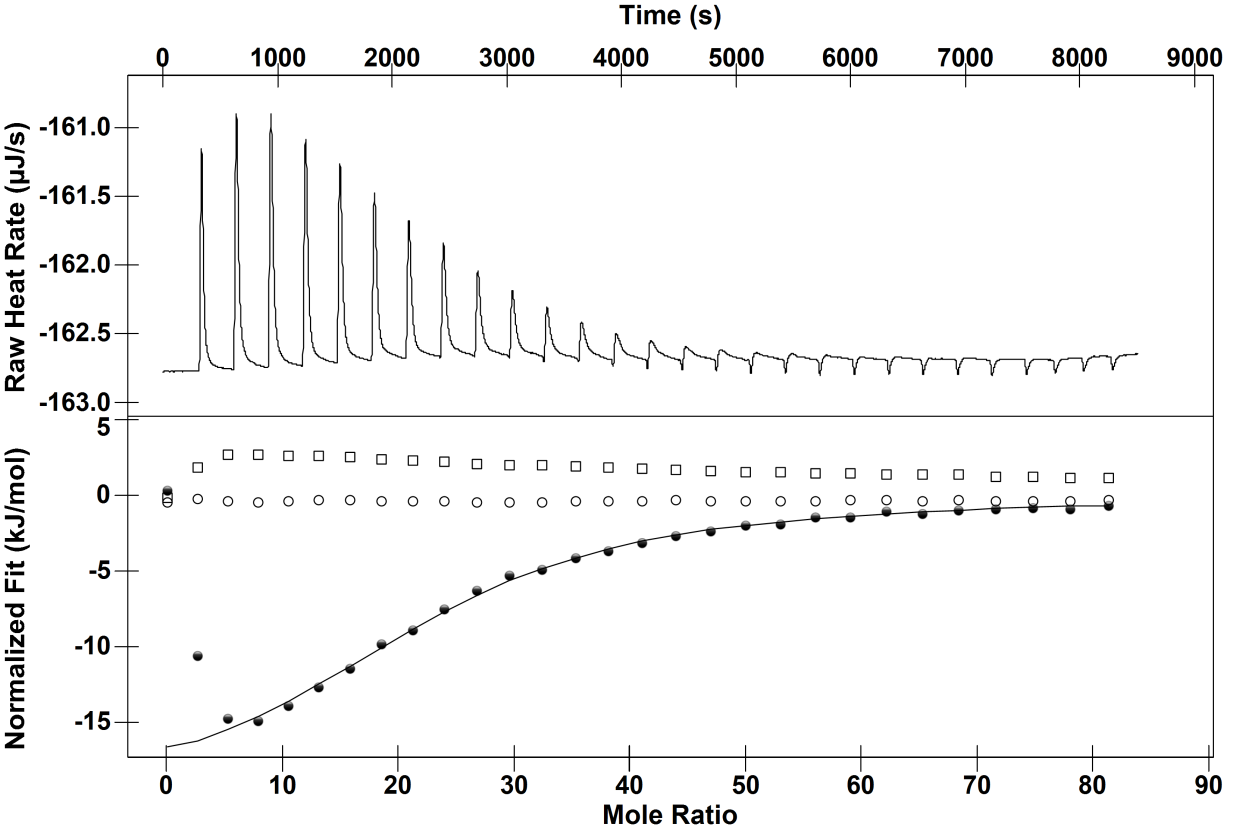 Time (s)
0 1000 2000 3000 4000 5000 6000 7000 8000 9000
Raw Heat Rate (µJ/s)
-161.0
-161.5
-162.0
-162.5
-163.0
Normalized Fit (kJ/mol)
5
0
-5
-10
-15
0 10 20 30 40 50 60 70 80 90
Mole Ratio